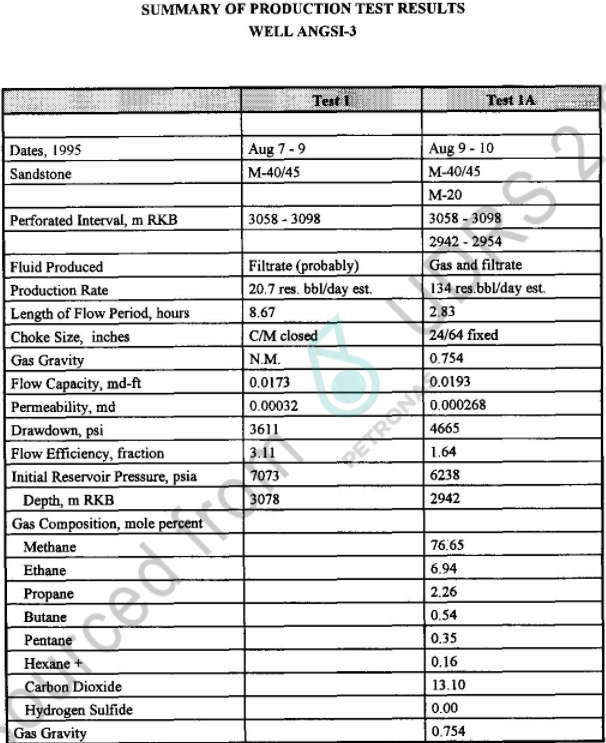 SUMMARY OF PRODUCTION TEST RESULTS
WELL ANGSI-3
Test 1 Test 1A
Dates, 1995 Aug 7 - 9 Aug 9 - 10
Sandstone M-40/45 M-40/45
M-20
Perforated Interval, m RKB 3058 - 3098 3058 - 3098
2942 - 2954
Fluid Produced Filtrate (probably) Gas and filtrate
Production Rate 20.7 res. bbl/day est. 134 res.bbl/day est.
Length of Flow Period, hours 8.67 2.83
Choke Size, inches C/M closed 24/64 fixed
Gas Gravity N.M. 0.754
Flow Capacity, md-ft 0.0173 0.0193
Permeability, md 0.00032 0.000268
Drawdown, psi 3611 4665
Flow Efficiency, fraction 3.11 1.64
Initial Reservoir Pressure, psia 7073 6238
Depth, m RKB 3078 2942
Gas Composition, mole percent
Methane 76.65
Ethane 6.94
Propane 2.26
Butane 0.54
Pentane 0.35
Hexane + 0.16
Carbon Dioxide 13.10
Hydrogen Sulfide 0.00
Gas Gravity 0.754
sourced from UDRS 2
PETRONAS